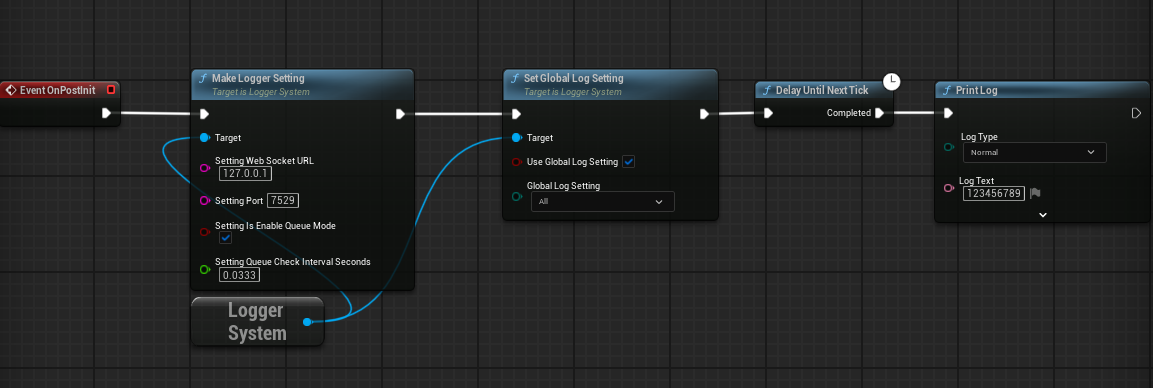 Event OnPostInit
Make Logger Setting
Target is Logger System
Target
Setting Web Socket URL
127.0.0.1
Setting Port 7529
Setting Is Enable Queue Mode
Setting Queue Check Interval Seconds
0.0333
Logger
System
Set Global Log Setting
Target is Logger System
Target
Use Global Log Setting
Global Log Setting
All
Delay Until Next Tick
Completed
Print Log
Log Type
Normal
Log Text
123456789